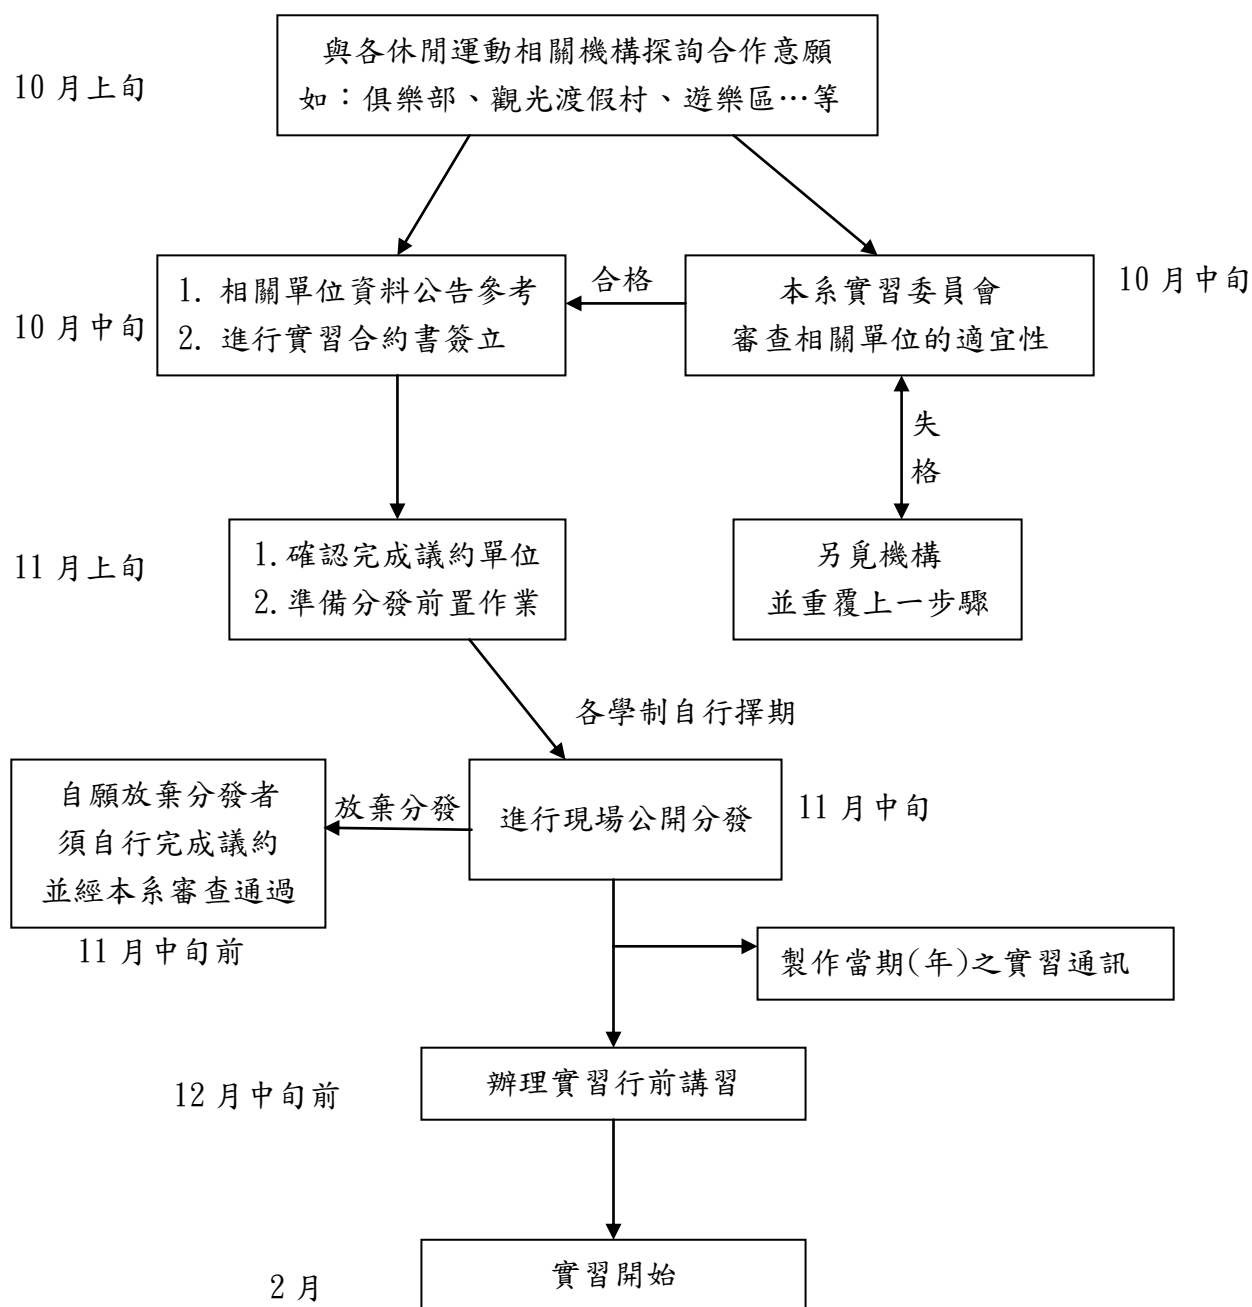 與各休閒運動相關機構探詢合作意願
如：俱樂部、觀光渡假村、遊樂區…等
10月上旬
1. 相關單位資料公告參考
2. 進行實習合約書簽立
10月中旬
合格
本系實習委員會
審查相關單位的適宜性
10月中旬
失
格
11月上旬
1.確認完成議約單位
2.準備分發前置作業
另覓機構
並重覆上一步驟
各學制自行擇期
自願放棄分發者
須自行完成議約
並經本系審查通過
11月中旬前
放棄分發
進行現場公開分發
11月中旬
製作當期(年)之實習通訊
12月中旬前
辦理實習行前講習
2月
實習開始